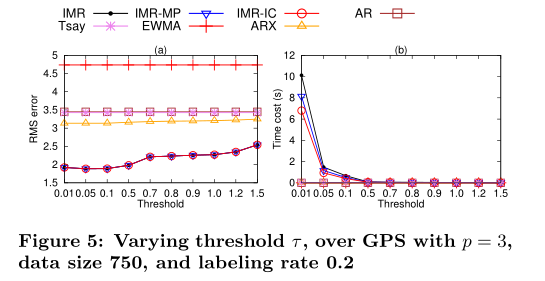 IMR IMR-MP IMR-IC AR
Tsay EWMA ARX
(a)
5
4.5
4
3.5
3
2.5
2
1.5
RMS error
0.01 0.05 0.1 0.5 0.7 0.8 0.9 1.0 1.2 1.5
Threshold
(b)
12
10
8
6
4
2
0
Time cost (s)
0.01 0.05 0.1 0.5 0.7 0.8 0.9 1.0 1.2 1.5
Threshold
Figure 5: Varying threshold τ, over GPS with p = 3,
data size 750, and labeling rate 0.2